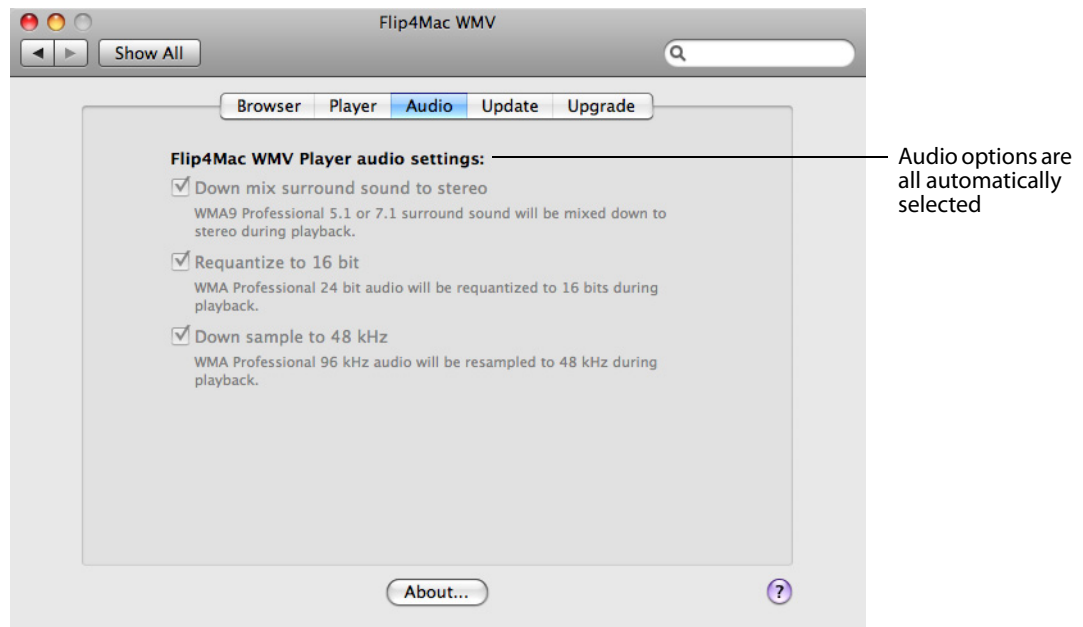 Flip4Mac WMV
Show All
Browser Player Audio Update Upgrade
Flip4Mac WMV Player audio settings:
Down mix surround sound to stereo
WMA9 Professional 5.1 or 7.1 surround sound will be mixed down to
stereo during playback.
Requantize to 16 bit
WMA Professional 24 bit audio will be requantized to 16 bits during
playback.
Down sample to 48 kHz
WMA Professional 96 kHz audio will be resampled to 48 kHz during
playback.
About...
?
Audio options are
all automatically
selected